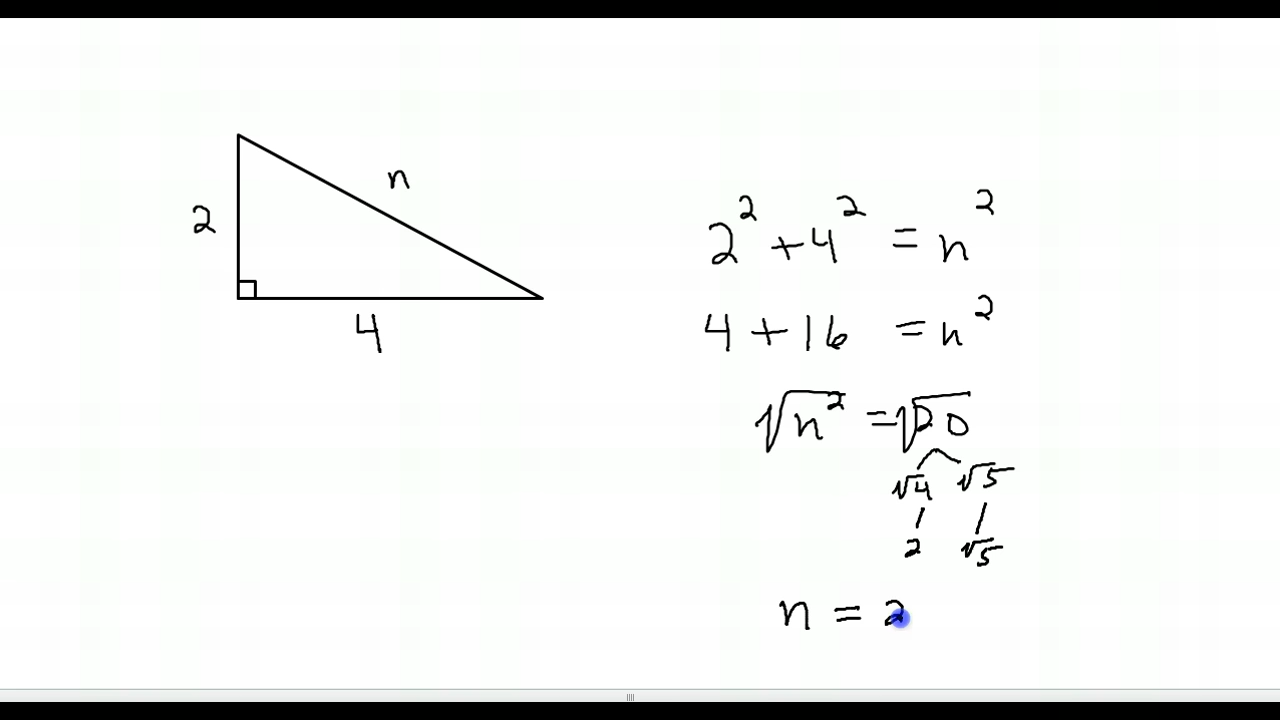 n
2
4
2² + 4² = n²
4 + 16 = n²
√n² = √20
√4 √5
2 √5
n = 2